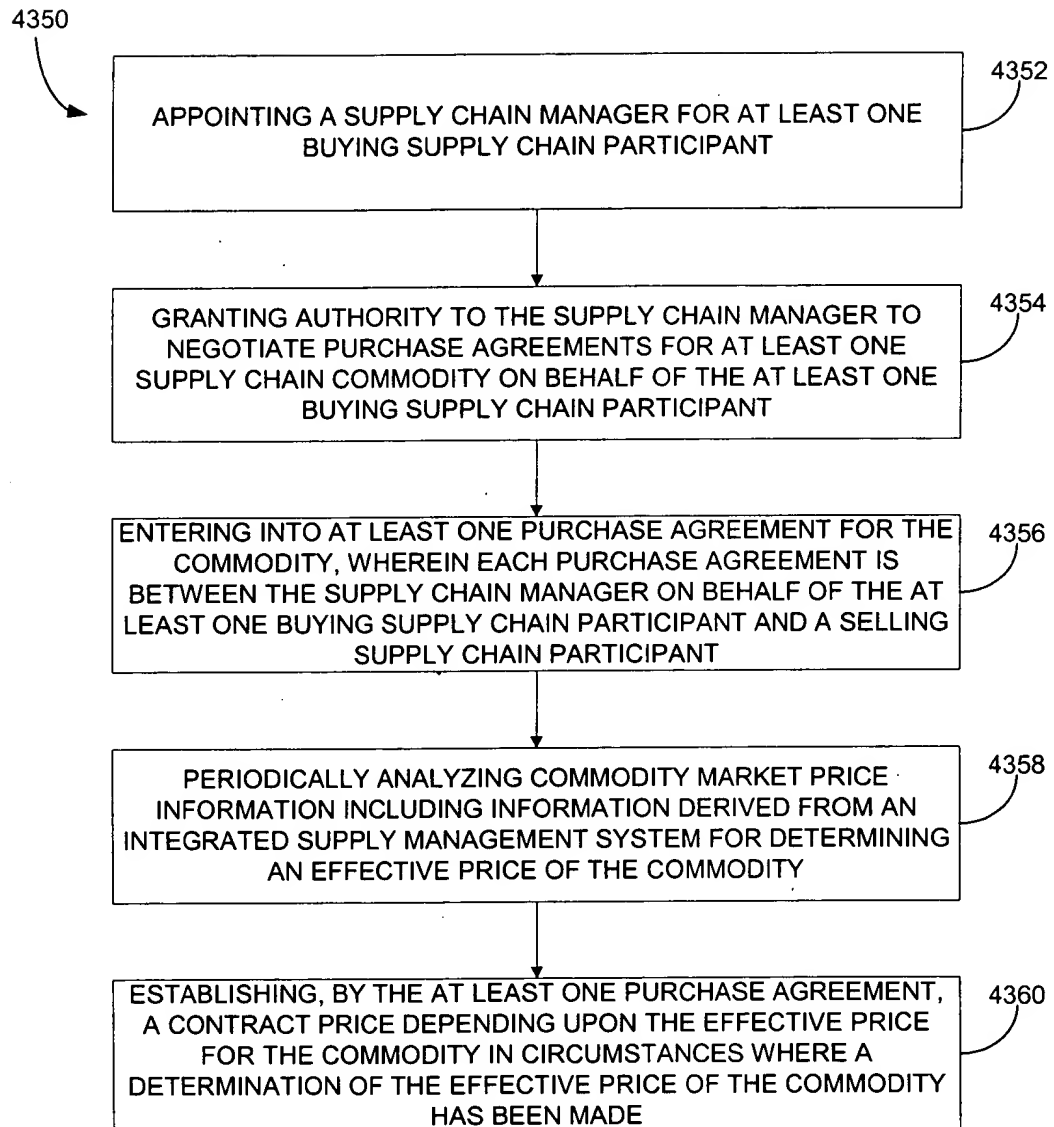 4350
4352
APPOINTING A SUPPLY CHAIN MANAGER FOR AT LEAST ONE
BUYING SUPPLY CHAIN PARTICIPANT
4354
GRANTING AUTHORITY TO THE SUPPLY CHAIN MANAGER TO
NEGOTIATE PURCHASE AGREEMENTS FOR AT LEAST ONE
SUPPLY CHAIN COMMODITY ON BEHALF OF THE AT LEAST ONE
BUYING SUPPLY CHAIN PARTICIPANT
4356
ENTERING INTO AT LEAST ONE PURCHASE AGREEMENT FOR THE
COMMODITY, WHEREIN EACH PURCHASE AGREEMENT IS
BETWEEN THE SUPPLY CHAIN MANAGER ON BEHALF OF THE AT
LEAST ONE BUYING SUPPLY CHAIN PARTICIPANT AND A SELLING
SUPPLY CHAIN PARTICIPANT
4358
PERIODICALLY ANALYZING COMMODITY MARKET PRICE
INFORMATION INCLUDING INFORMATION DERIVED FROM AN
INTEGRATED SUPPLY MANAGEMENT SYSTEM FOR DETERMINING
AN EFFECTIVE PRICE OF THE COMMODITY
4360
ESTABLISHING, BY THE AT LEAST ONE PURCHASE AGREEMENT,
A CONTRACT PRICE DEPENDING UPON THE EFFECTIVE PRICE
FOR THE COMMODITY IN CIRCUMSTANCES WHERE A
DETERMINATION OF THE EFFECTIVE PRICE OF THE COMMODITY
HAS BEEN MADE